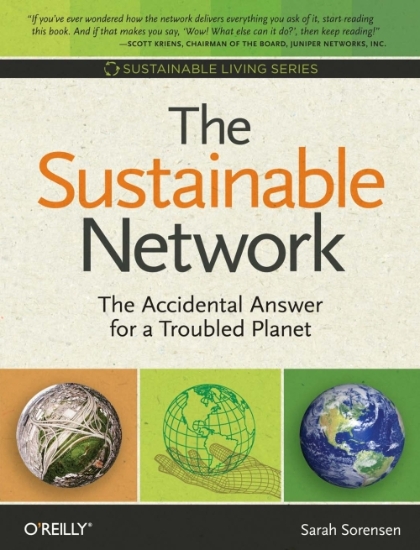 "If you've ever wondered how the network delivers everything you ask of it, start reading
this book. And if that makes you say, 'Wow! What else can it do?', then keep reading!"
—SCOTT KRIENS, CHAIRMAN OF THE BOARD, JUNIPER NETWORKS, INC.
SUSTAINABLE LIVING SERIES
The
Sustainable
Network
The Accidental Answer
for a Troubled Planet
O'REILLY®
Sarah Sorensen